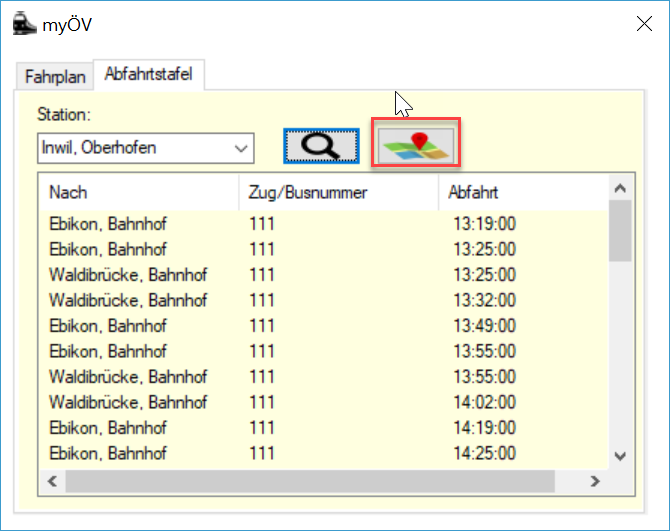 myÖV
Fahrplan Abfahrtstafel
Station:
Inwil, Oberhofen
Nach Zug/Busnummer Abfahrt
Ebikon, Bahnhof 111 13:19:00
Ebikon, Bahnhof 111 13:25:00
Waldibrücke, Bahnhof 111 13:25:00
Waldibrücke, Bahnhof 111 13:32:00
Ebikon, Bahnhof 111 13:49:00
Ebikon, Bahnhof 111 13:55:00
Waldibrücke, Bahnhof 111 13:55:00
Waldibrücke, Bahnhof 111 14:02:00
Ebikon, Bahnhof 111 14:19:00
Ebikon, Bahnhof 111 14:25:00